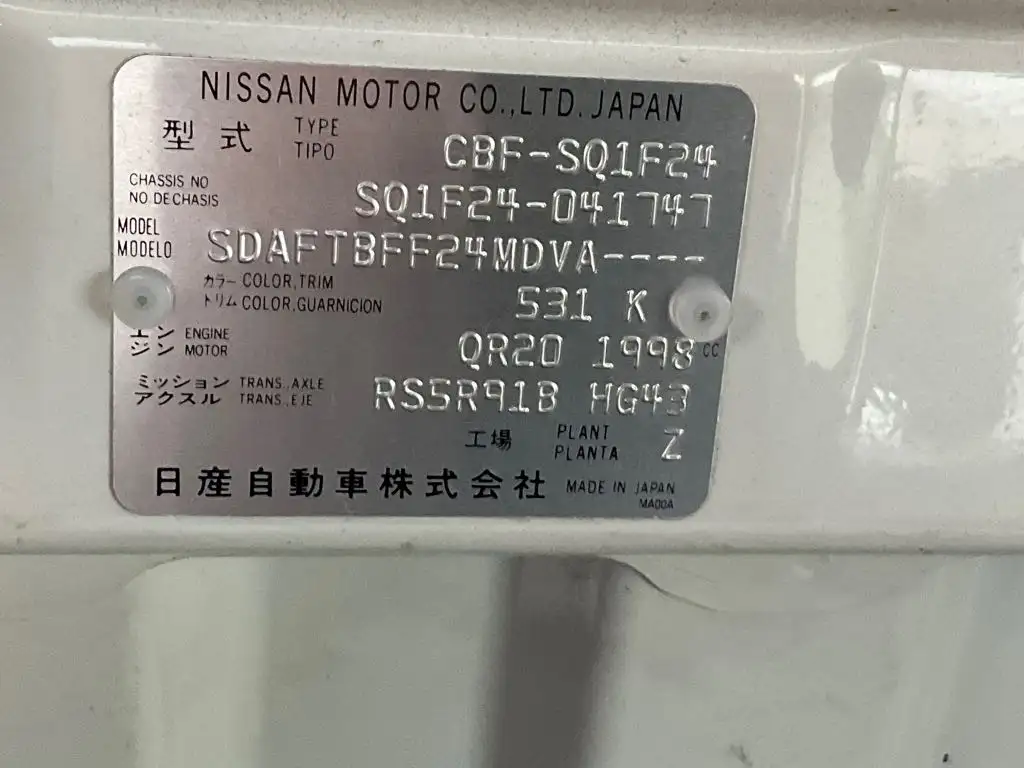 NISSAN MOTOR CO.,LTD. JAPAN
型式 TYPE TIPO CBF-SQ1F24
CHASSIS NO NO DE CHASIS SQ1F24-041747
MODEL MODELO SDAFTBFF24MDVA----
カラー COLOR,TRIM
トリム COLOR,GUARNICION 531 K
エン ENGINE
ジン MOTOR QR20 1998 CC
ミッション TRANS.,AXLE
アクスル TRANS.,EJE RS5R91B HG43
工場 PLANT PLANTA Z
日産自動車株式会社 MADE IN JAPAN
MA00A